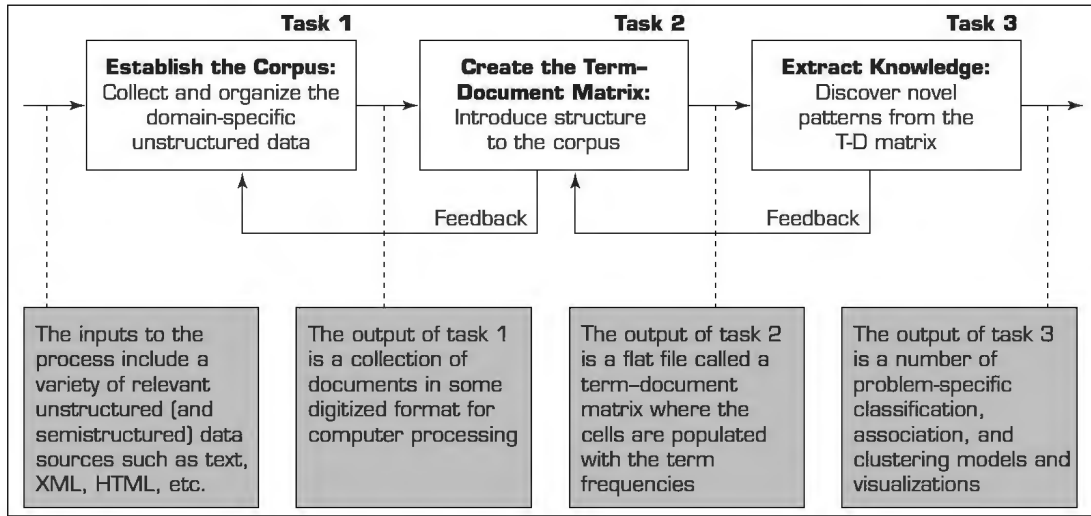 Task 1
Establish the Corpus:
Collect and organize the
domain-specific
unstructured data
Task 2
Create the Term–
Document Matrix:
Introduce structure
to the corpus
Task 3
Extract Knowledge:
Discover novel
patterns from the
T-D matrix
Feedback
Feedback
The inputs to the
process include a
variety of relevant
unstructured (and
semistructured) data
sources such as text,
XML, HTML, etc.
The output of task 1
is a collection of
documents in some
digitized format for
computer processing
The output of task 2
is a flat file called a
term–document
matrix where the
cells are populated
with the term
frequencies
The output of task 3
is a number of
problem-specific
classification,
association, and
clustering models and
visualizations